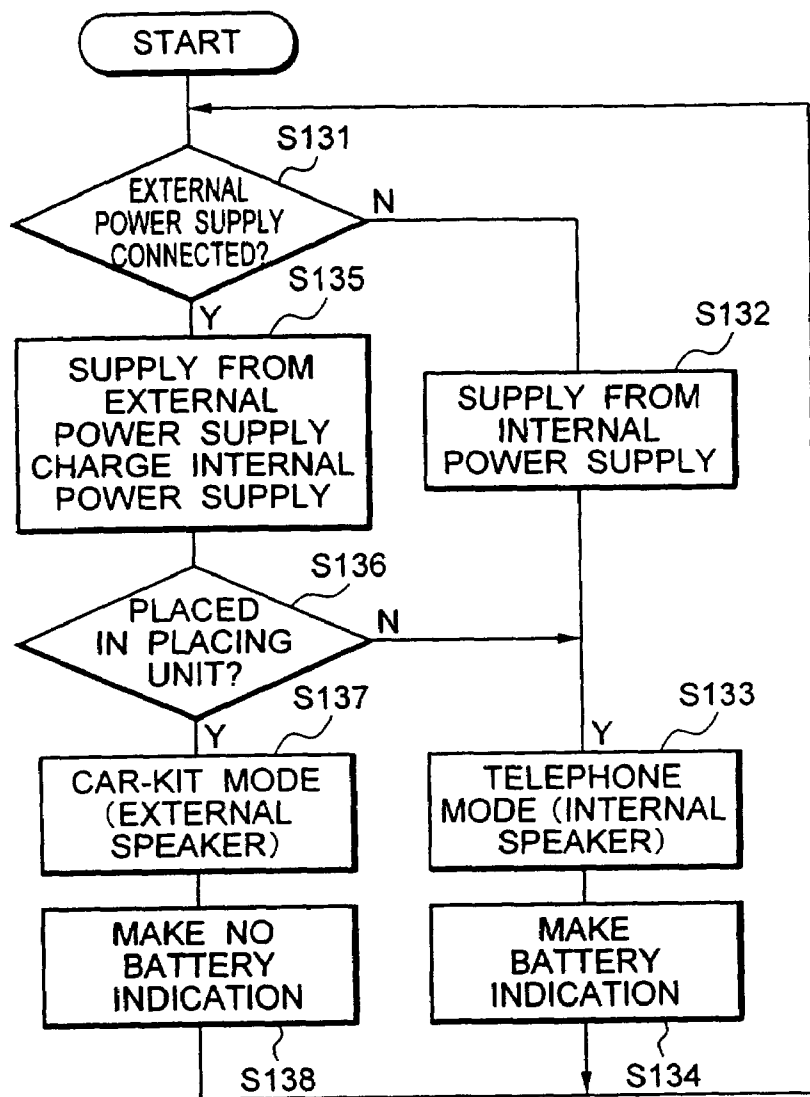 START
S131
EXTERNAL
POWER SUPPLY
CONNECTED?
N
Y
S135
SUPPLY FROM
EXTERNAL
POWER SUPPLY
CHARGE INTERNAL
POWER SUPPLY
S132
SUPPLY FROM
INTERNAL
POWER SUPPLY
S136
PLACED
IN PLACING
UNIT?
N
Y
S137
CAR-KIT MODE
(EXTERNAL
SPEAKER)
Y
S133
TELEPHONE
MODE (INTERNAL
SPEAKER)
MAKE NO
BATTERY
INDICATION
S138
MAKE
BATTERY
INDICATION
S134